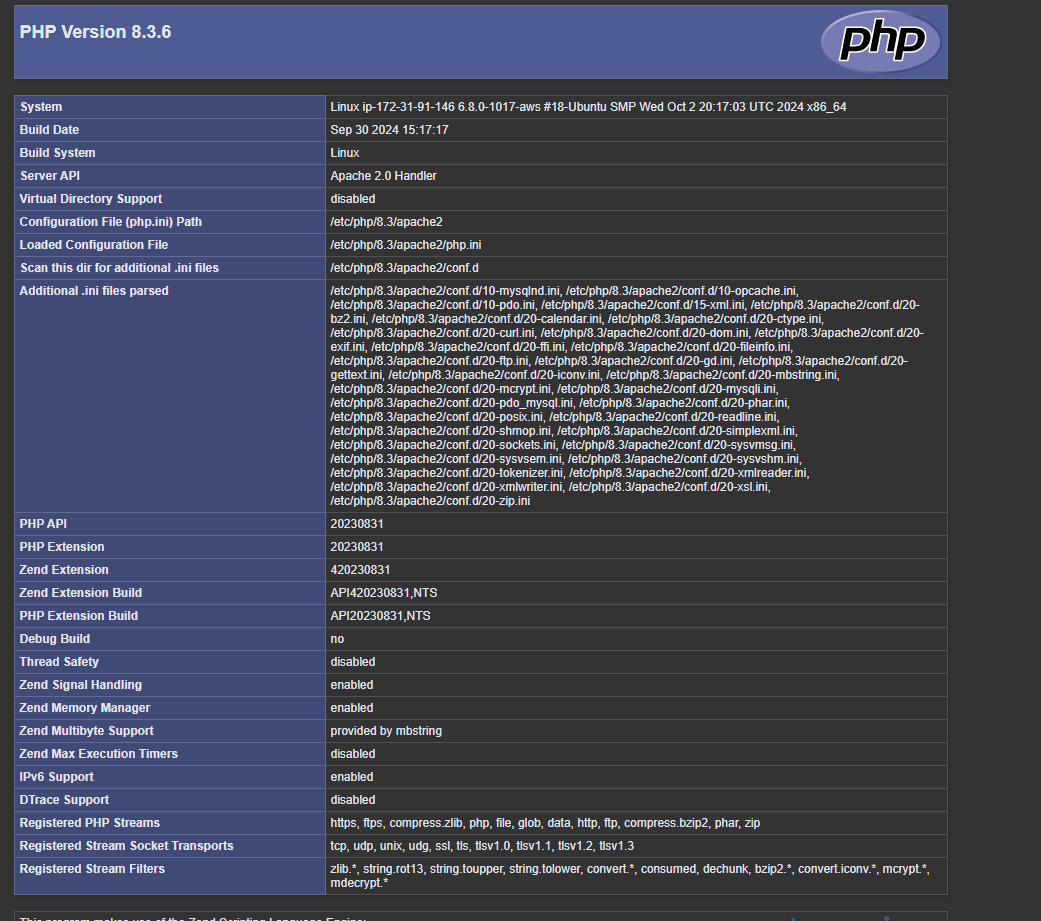 PHP Version 8.3.6
php
System Linux ip-172-31-91-146 6.8.0-1017-aws #18-Ubuntu SMP Wed Oct 2 20:17:03 UTC 2024 x86_64
Build Date Sep 30 2024 15:17:17
Build System Linux
Server API Apache 2.0 Handler
Virtual Directory Support disabled
Configuration File (php.ini) Path /etc/php/8.3/apache2
Loaded Configuration File /etc/php/8.3/apache2/php.ini
Scan this dir for additional .ini files /etc/php/8.3/apache2/conf.d
Additional .ini files parsed /etc/php/8.3/apache2/conf.d/10-mysqlnd.ini, /etc/php/8.3/apache2/conf.d/10-opcache.ini,
/etc/php/8.3/apache2/conf.d/10-pdo.ini, /etc/php/8.3/apache2/conf.d/15-xml.ini, /etc/php/8.3/apache2/conf.d/20-
bz2.ini, /etc/php/8.3/apache2/conf.d/20-calendar.ini, /etc/php/8.3/apache2/conf.d/20-ctype.ini,
/etc/php/8.3/apache2/conf.d/20-curl.ini, /etc/php/8.3/apache2/conf.d/20-dom.ini, /etc/php/8.3/apache2/conf.d/20-
exif.ini, /etc/php/8.3/apache2/conf.d/20-ffi.ini, /etc/php/8.3/apache2/conf.d/20-fileinfo.ini,
/etc/php/8.3/apache2/conf.d/20-ftp.ini, /etc/php/8.3/apache2/conf.d/20-gd.ini, /etc/php/8.3/apache2/conf.d/20-
gettext.ini, /etc/php/8.3/apache2/conf.d/20-iconv.ini, /etc/php/8.3/apache2/conf.d/20-mbstring.ini,
/etc/php/8.3/apache2/conf.d/20-mcrypt.ini, /etc/php/8.3/apache2/conf.d/20-mysqli.ini,
/etc/php/8.3/apache2/conf.d/20-pdo_mysql.ini, /etc/php/8.3/apache2/conf.d/20-phar.ini,
/etc/php/8.3/apache2/conf.d/20-posix.ini, /etc/php/8.3/apache2/conf.d/20-readline.ini,
/etc/php/8.3/apache2/conf.d/20-shmop.ini, /etc/php/8.3/apache2/conf.d/20-simplexml.ini,
/etc/php/8.3/apache2/conf.d/20-sockets.ini, /etc/php/8.3/apache2/conf.d/20-sysvmsg.ini,
/etc/php/8.3/apache2/conf.d/20-sysvsem.ini, /etc/php/8.3/apache2/conf.d/20-sysvshm.ini,
/etc/php/8.3/apache2/conf.d/20-tokenizer.ini, /etc/php/8.3/apache2/conf.d/20-xmlreader.ini,
/etc/php/8.3/apache2/conf.d/20-xmlwriter.ini, /etc/php/8.3/apache2/conf.d/20-xsl.ini,
/etc/php/8.3/apache2/conf.d/20-zip.ini
PHP API 20230831
PHP Extension 20230831
Zend Extension 420230831
Zend Extension Build API420230831,NTS
PHP Extension Build API20230831,NTS
Debug Build no
Thread Safety disabled
Zend Signal Handling enabled
Zend Memory Manager enabled
Zend Multibyte Support provided by mbstring
Zend Max Execution Timers disabled
IPv6 Support enabled
DTrace Support disabled
Registered PHP Streams https, ftps, compress.zlib, php, file, glob, data, http, ftp, compress.bzip2, phar, zip
Registered Stream Socket Transports tcp, udp, unix, udg, ssl, tls, tlsv1.0, tlsv1.1, tlsv1.2, tlsv1.3
Registered Stream Filters zlib.*, string.rot13, string.toupper, string.tolower, convert.*, consumed, dechunk, bzip2.*, convert.iconv.*, mcrypt.*,
mdecrypt.*
This program makes use of the Zend Scripting Language Engine: